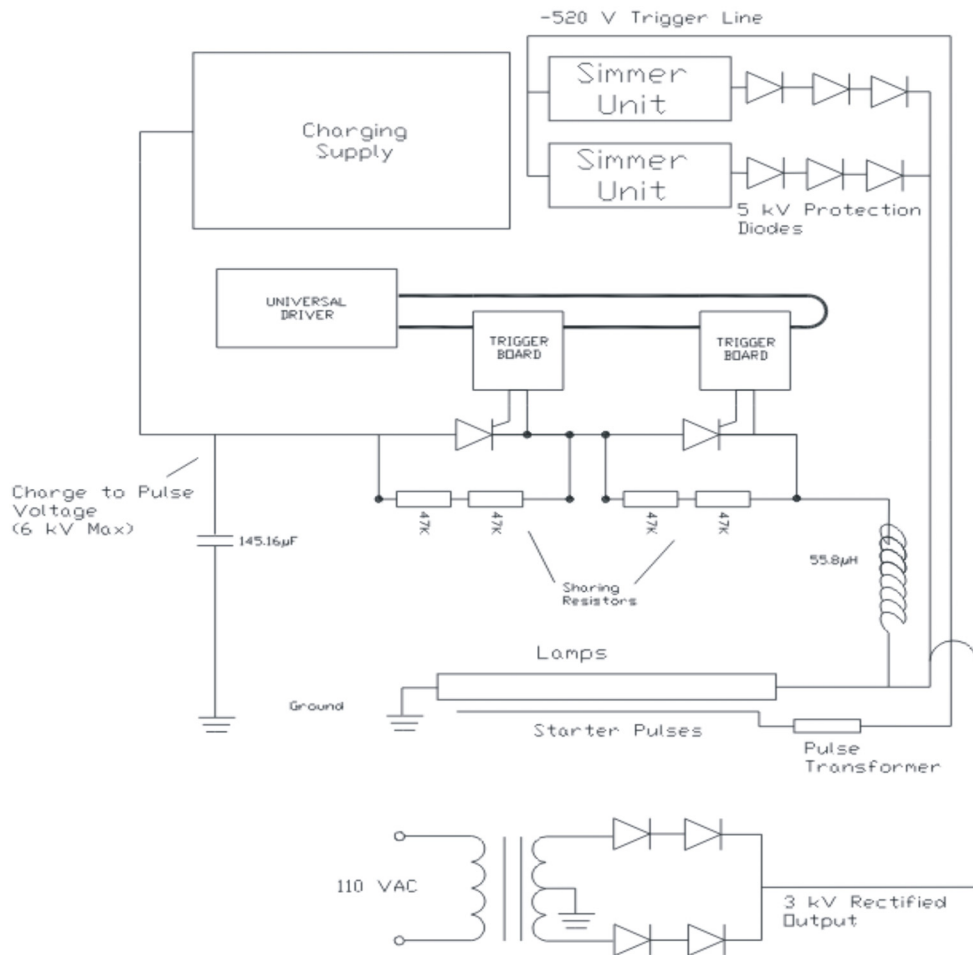 -520 V Trigger Line
Charging
Supply
Simmer
Unit
Simmer
Unit
5 kV Protection
Diodes
UNIVERSAL
DRIVER
TRIGGER
BOARD
TRIGGER
BOARD
Charge to Pulse
Voltage
(6 kV Max)
145.16µF
47K
47K
47K
47K
Sharing
Resistors
55.8µH
Lamps
Ground
Starter Pulses
Pulse
Transformer
110 VAC
3 kV Rectified
Output